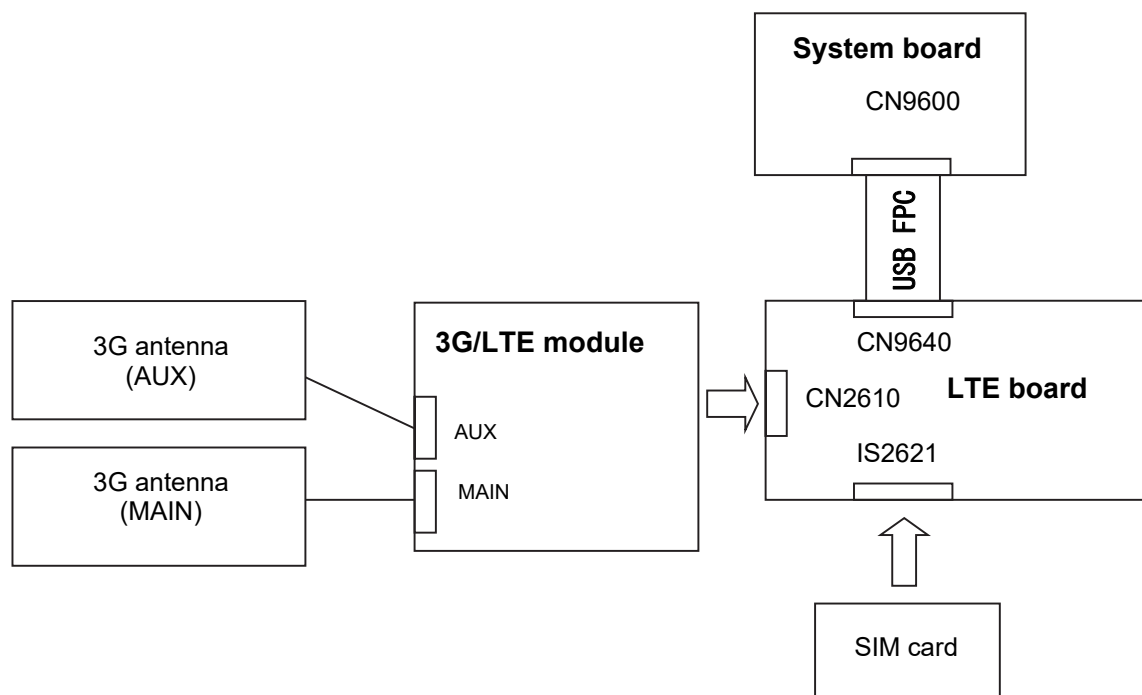 System board
CN9600
USB FPC
3G antenna
(AUX)
3G/LTE module
CN9640
CN2610
LTE board
AUX
IS2621
3G antenna
(MAIN)
MAIN
SIM card